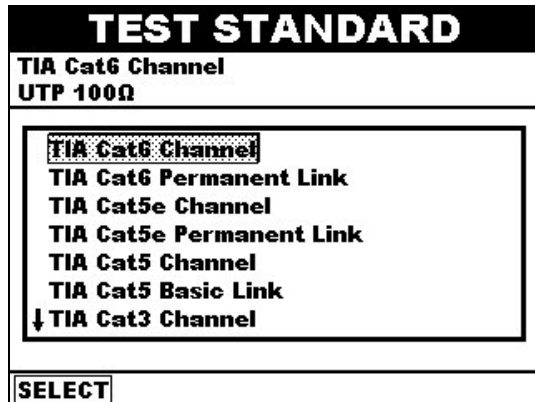 TEST STANDARD
TIA Cat6 Channel
UTP 100Ω
TIA Cat6 Channel
TIA Cat6 Permanent Link
TIA Cat5e Channel
TIA Cat5e Permanent Link
TIA Cat5 Channel
TIA Cat5 Basic Link
↓TIA Cat3 Channel
SELECT